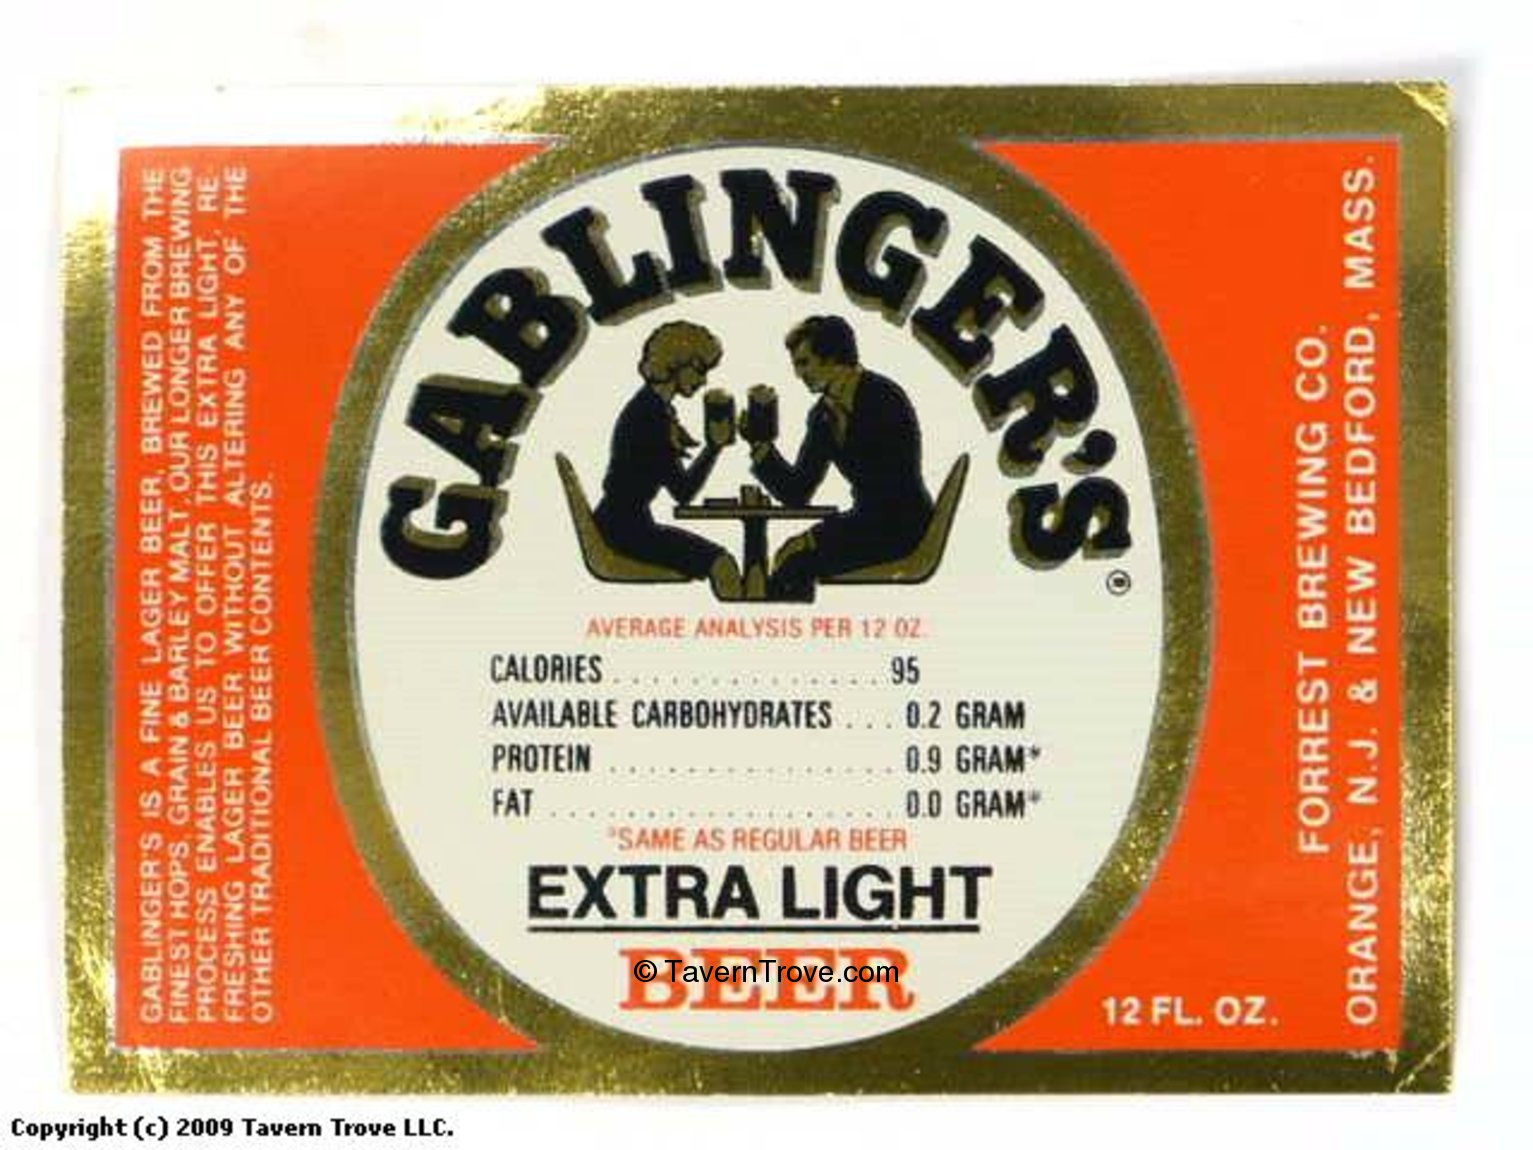 GABLINGER'S IS A FINE LAGER BEER, BREWED FROM THE
FINEST HOPS, GRAIN & BARLEY MALT, OUR LONGER BREWING
PROCESS ENABLES US TO OFFER THIS EXTRA LIGHT, RE-
FRESHING LAGER BEER WITHOUT ALTERING ANY OF THE
OTHER TRADITIONAL BEER CONTENTS.
GABLINGER'S
®
AVERAGE ANALYSIS PER 12 OZ.
CALORIES .............. 95
AVAILABLE CARBOHYDRATES ... 0.2 GRAM
PROTEIN ............... 0.9 GRAM*
FAT .................. 0.0 GRAM*
*SAME AS REGULAR BEER
EXTRA LIGHT
BEER
© TavernTrove.com
FORREST BREWING CO.
ORANGE, N.J. & NEW BEDFORD, MASS.
12 FL. OZ.
Copyright (c) 2009 Tavern Trove LLC.